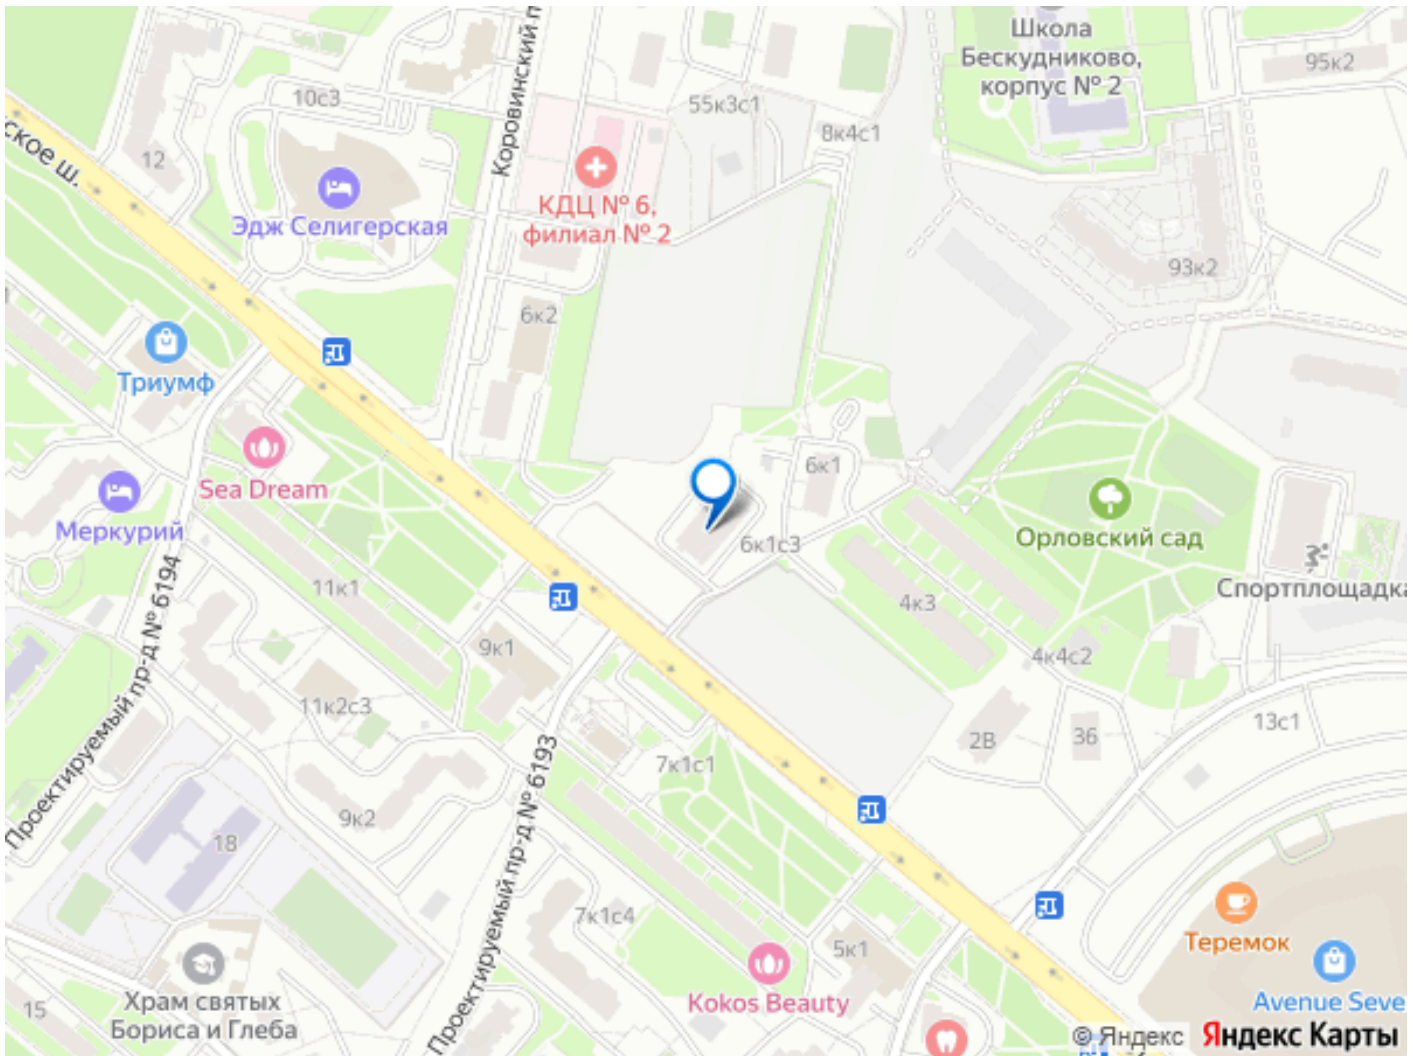 Школа
Бескудниково,
корпус № 2
95к2
10с3
Коровинский п
55к3с1
8к4с1
ское ш.
12
Эдж Селигерская
КДЦ № 6,
филиал № 2
93к2
6к2
Триумф
Sea Dream
6к1
Меркурий
Орловский сад
6к1с3
Спортплощадка
11к1
4к3
Проектируемый пр-д № 6194
9к1
4к4с2
11к2с3
13с1
2В
36
7к1с1
Проектируемый пр-д № 6193
9к2
18
7к1с4
Теремок
5к1
Храм святых
Бориса и Глеба
15
Kokos Beauty
Avenue Seve
© Яндекс Яндекс Карты